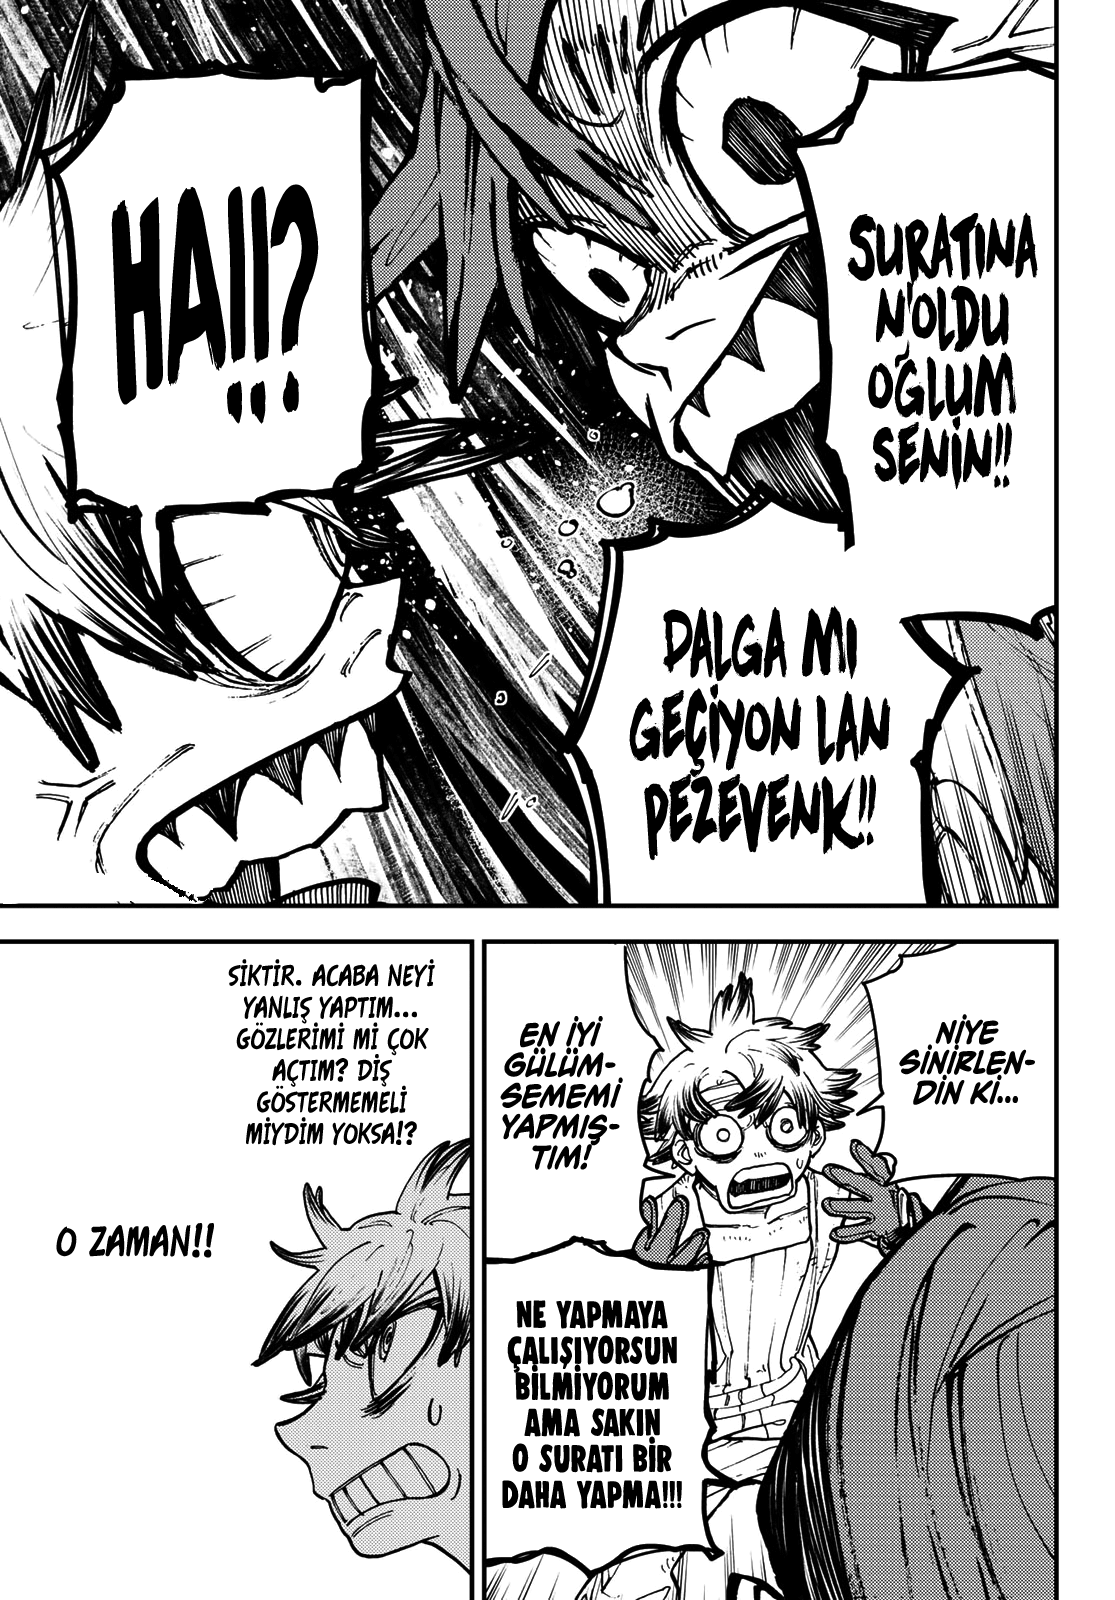 SURATINA
N'OLDU
OĞLUM
SENİN!!
DALGA MI
GEÇİYON LAN
PEZEVENK!!
HAII!?
NİYE
SİNİRLEN-
DİN Kİ...
EN İYİ
GÜLÜM-
SEMEMİ
YAPMIŞ-
TIM!
NE YAPMAYA
ÇALIŞIYORSUN
BİLMİYORUM
AMA SAKIN
O SURATI BİR
DAHA YAPMA!!!
SİKTİR. ACABA NEYİ
YANLIŞ YAPTIM...
GÖZLERİMİ Mİ ÇOK
AÇTIM? DİŞ
GÖSTERMEMELİ
MİYDİM YOKSA!?
O ZAMAN!!